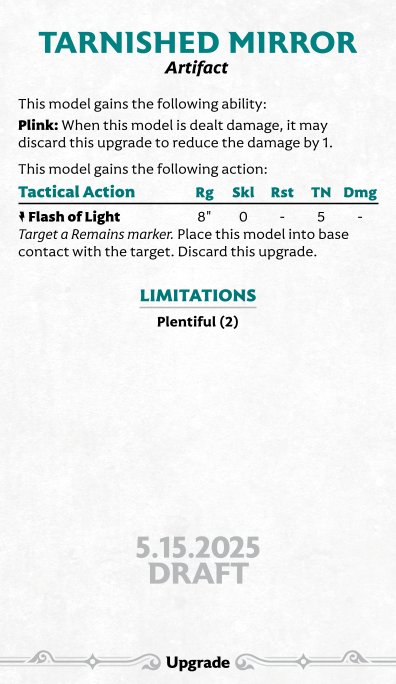 TARNISHED MIRROR
Artifact
This model gains the following ability:
Plink: When this model is dealt damage, it may
discard this upgrade to reduce the damage by 1.
This model gains the following action:
Tactical Action Rg Skl Rst TN Dmg
Flash of Light 8" 0 - 5 -
Target a Remains marker. Place this model into base
contact with the target. Discard this upgrade.
LIMITATIONS
Plentiful (2)
5.15.2025
DRAFT
Upgrade